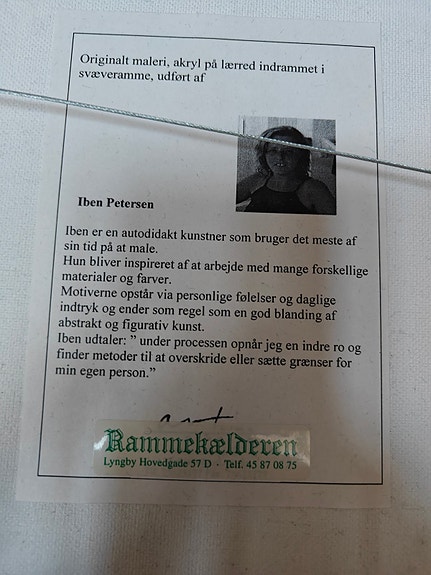 Originalt maleri, akryl på lærred indrammet i
svæveramme, udført af
Iben Petersen
Iben er en autodidakt kunstner som bruger det meste af
sin tid på at male.
Hun bliver inspireret af at arbejde med mange forskellige
materialer og farver.
Motiverne opstår via personlige følelser og daglige
indtryk og ender som regel som en god blanding af
abstrakt og figurativ kunst.
Iben udtaler: ” under processen opnår jeg en indre ro og
finder metoder til at overskride eller sætte grænser for
min egen person.”
Rammekælderen
Lyngby Hovedgade 57 D · Telf. 45 87 08 75